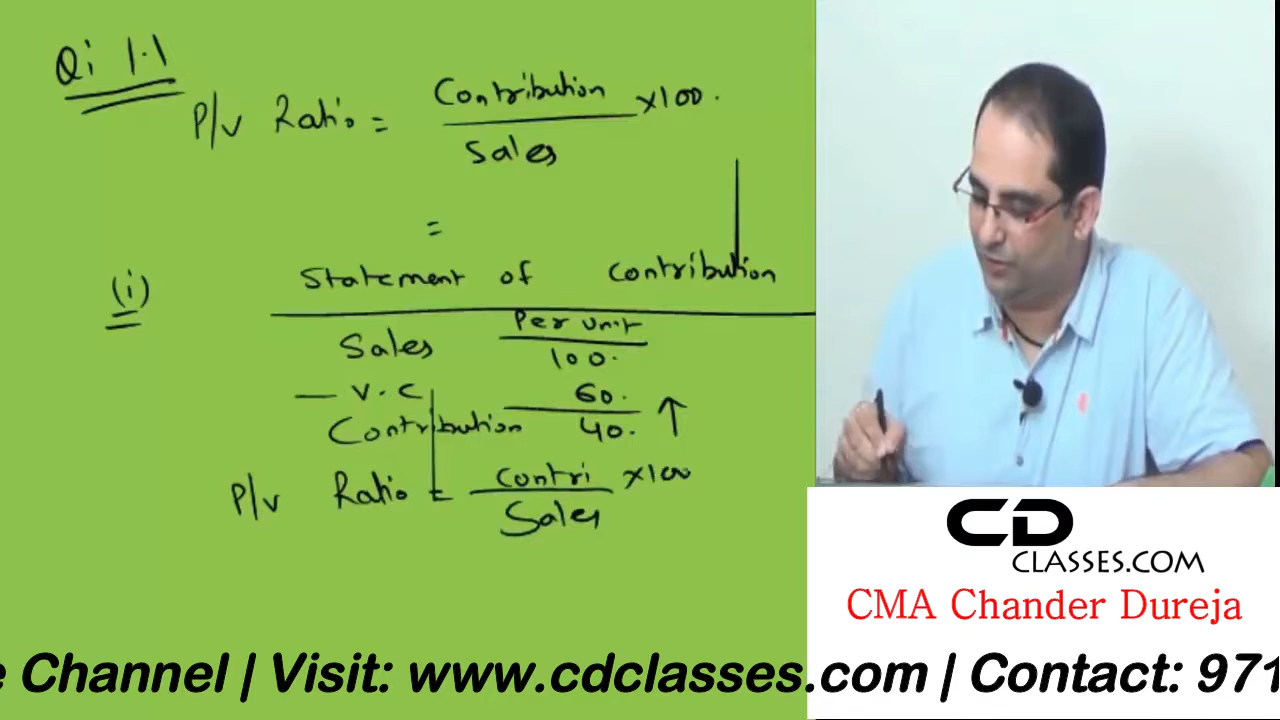 Qi 1.1
P/v Ratio = Contribution x100.
Sales
=
(i) Statement of Contribution
Per unit
Sales 100.
— V.C 60.
Contribution 40. ↑
P/v Ratio = Contri x100
Sales
CD
CLASSES.COM
CMA Chander Dureja
e Channel | Visit: www.cdclasses.com | Contact: 971